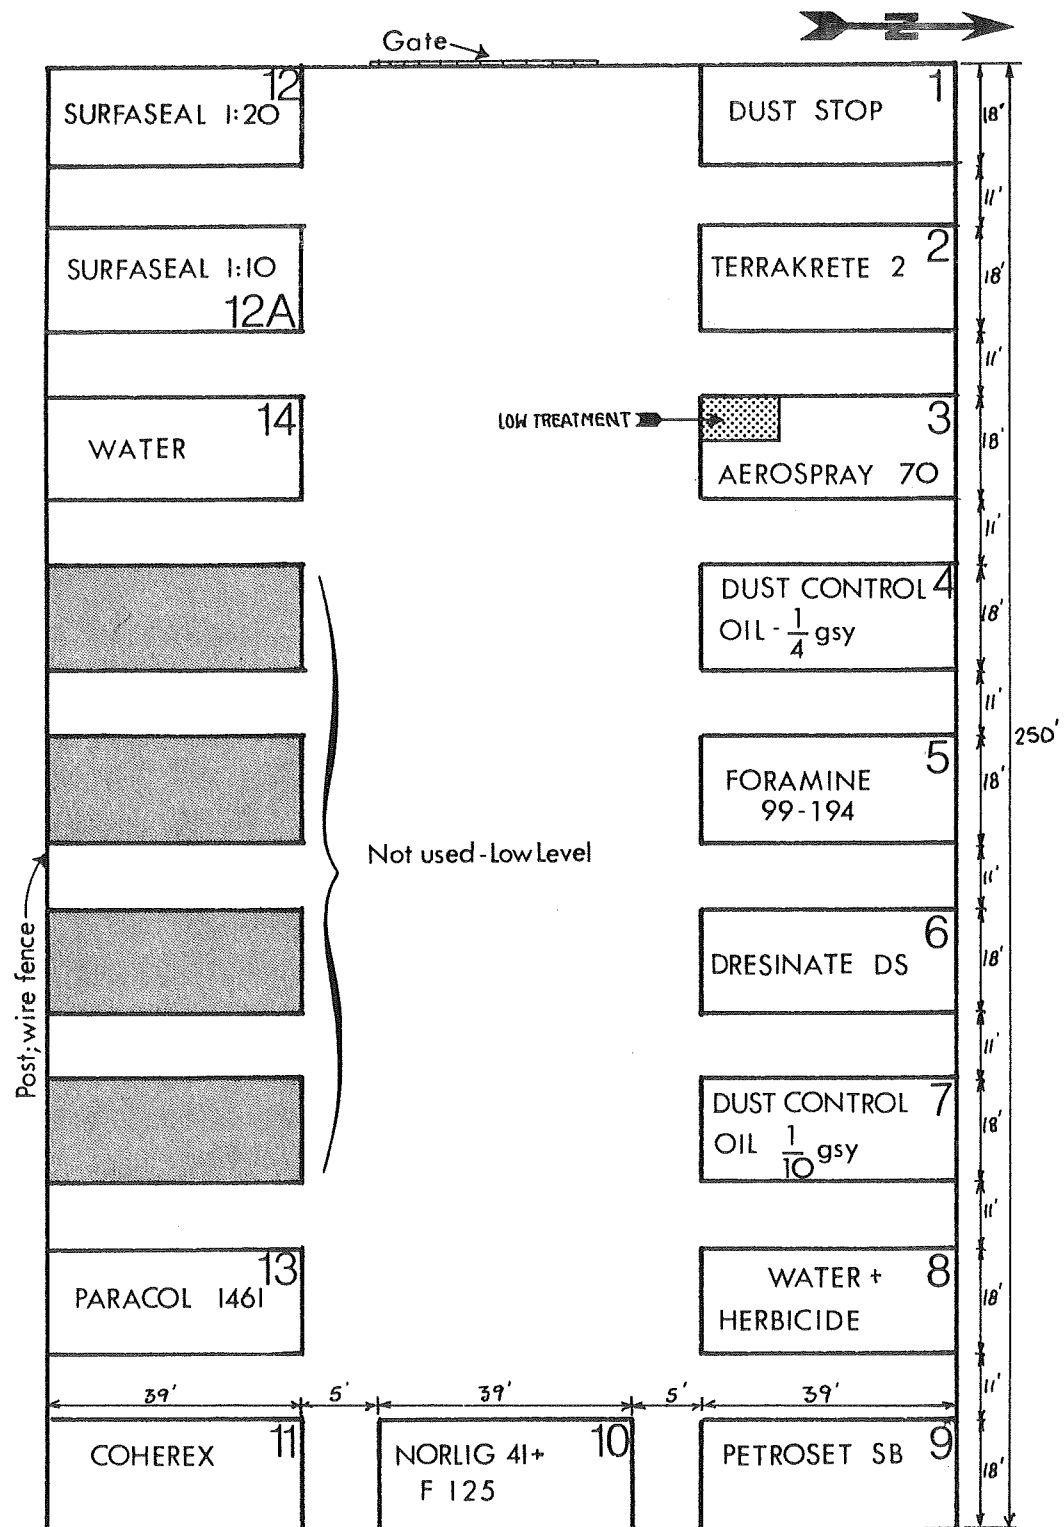 Gate
N
12
SURFASEAL 1:20
1
DUST STOP
18'
11'
SURFASEAL 1:10
12A
2
TERRAKRETE 2
18'
11'
14
WATER
LOW TREATMENT
3
AEROSPRAY 70
18'
11'
4
DUST CONTROL
OIL - 1/4 gsy
18'
11'
250'
5
FORAMINE
99-194
18'
Not used - Low Level
11'
Post; wire fence
6
DRESINATE DS
18'
11'
7
DUST CONTROL
OIL 1/10 gsy
18'
11'
13
PARACOL 1461
8
WATER +
HERBICIDE
18'
11'
39' 5' 39' 5' 39'
11
COHEREX
10
NORLIG 41+
F 125
9
PETROSET SB
18'